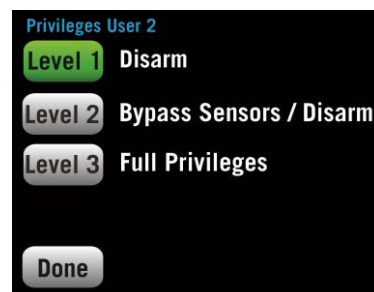 Privileges User 2
Level 1 Disarm
Level 2 Bypass Sensors / Disarm
Level 3 Full Privileges
Done